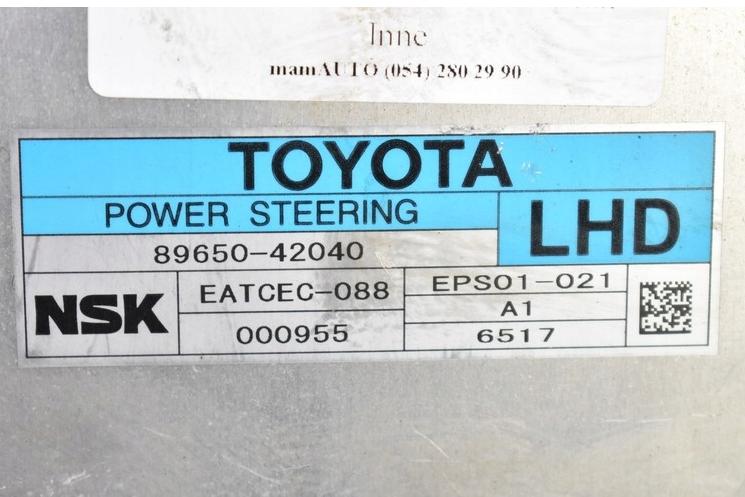 Inne
mamAUTO (054) 280 29 90
TOYOTA
POWER STEERING
LHD
89650-42040
NSK
EATCEC-088
EPS01-021
A1
000955
6517